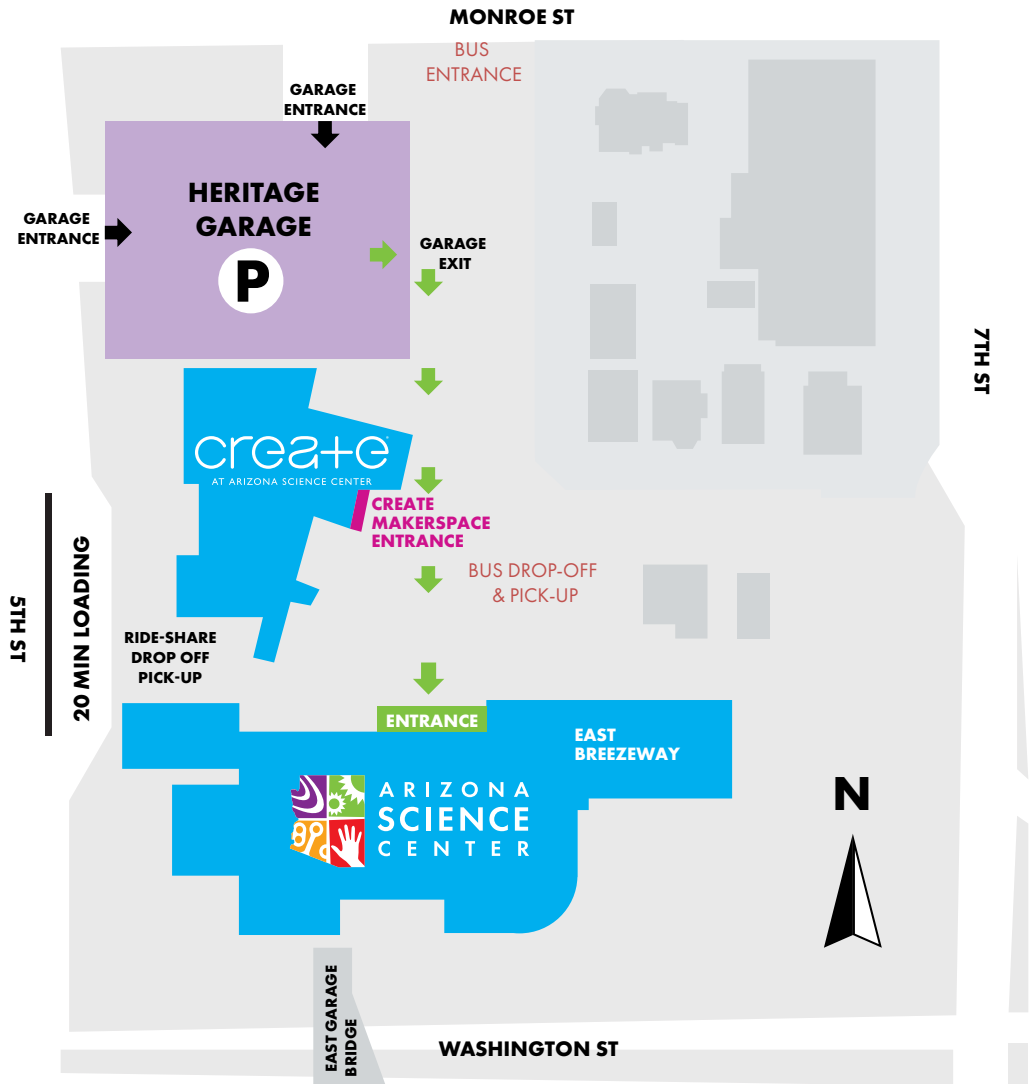 MONROE ST
BUS
ENTRANCE
GARAGE
ENTRANCE
HERITAGE
GARAGE
P
GARAGE
ENTRANCE
GARAGE
EXIT
7TH ST
create
AT ARIZONA SCIENCE CENTER
CREATE
MAKERSPACE
ENTRANCE
BUS DROP-OFF
& PICK-UP
5TH ST
20 MIN LOADING
RIDE-SHARE
DROP OFF
PICK-UP
ENTRANCE
EAST
BREEZEWAY
ARIZONA
SCIENCE
CENTER
N
EAST GARAGE
BRIDGE
WASHINGTON ST